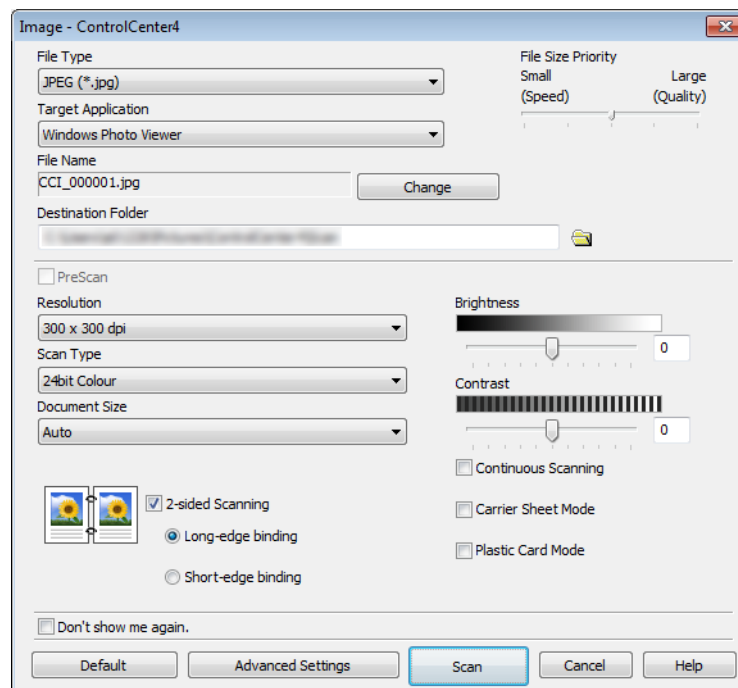 Image - ControlCenter4
File Type
JPEG (*.jpg)
Target Application
Windows Photo Viewer
File Name
CCI_000001.jpg
Change
Destination Folder
File Size Priority
Small Large
(Speed) (Quality)
PreScan
Resolution
300 x 300 dpi
Scan Type
24bit Colour
Document Size
Auto
2-sided Scanning
Long-edge binding
Short-edge binding
Brightness
0
Contrast
0
Continuous Scanning
Carrier Sheet Mode
Plastic Card Mode
Don't show me again.
Default Advanced Settings Scan Cancel Help